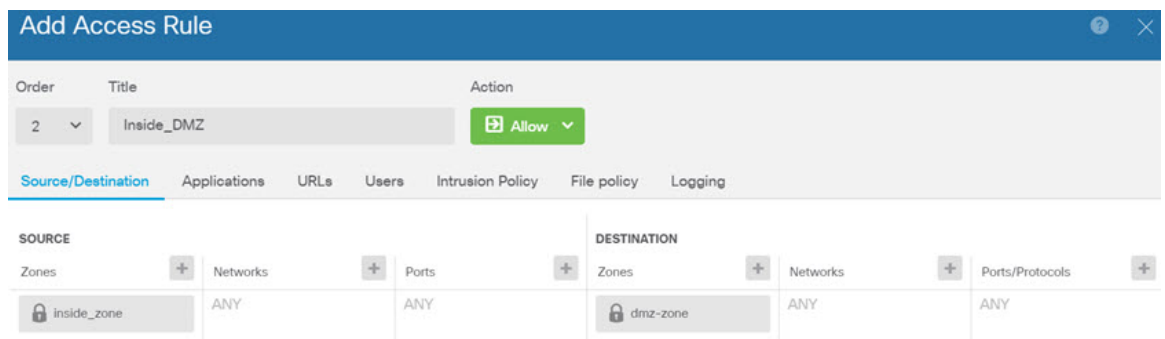 Add Access Rule
Order Title Action
2 Inside_DMZ Allow
Source/Destination Applications URLs Users Intrusion Policy File policy Logging
SOURCE DESTINATION
Zones Networks Ports Zones Networks Ports/Protocols
inside_zone ANY ANY dmz-zone ANY ANY